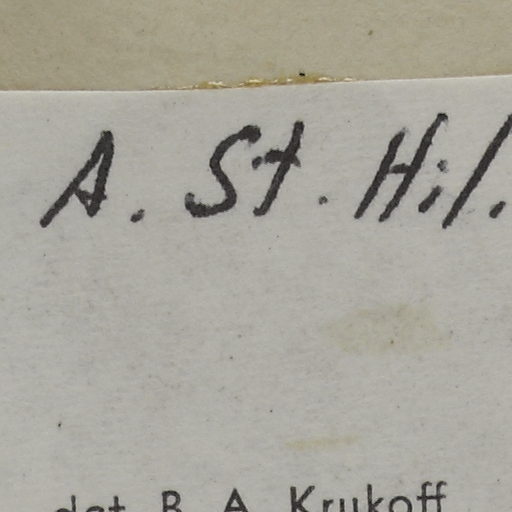 A. St. Hil.
det. B. A. Krukoff